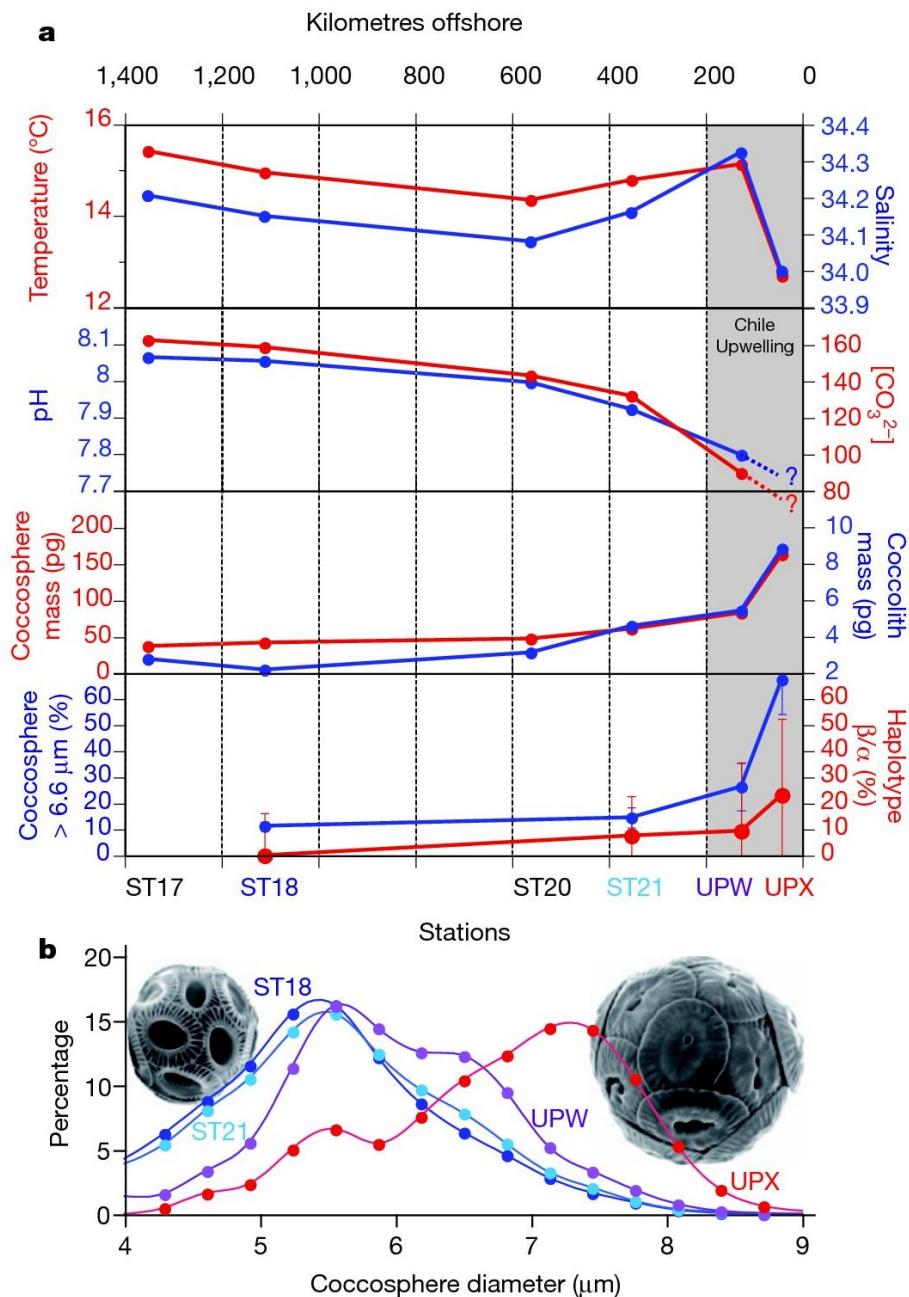 a
Kilometres offshore
1,400 1,200 1,000 800 600 400 200 0
Temperature (°C)
16
14
12
34.4
34.3
34.2
34.1
34.0
33.9
Salinity
pH
8.1
8
7.9
7.8
7.7
Chile
Upwelling
?
?
160
140
120
100
80
[CO₃²⁻]
Coccosphere
mass (pg)
200
150
100
50
0
10
8
6
4
2
Coccolith
mass (pg)
Cocccosphere
> 6.6 μm (%)
60
50
40
30
20
10
0
60
50
40
30
20
10
0
Haplotype
β/α (%)
ST17 ST18 ST20 ST21 UPW UPX
Stations
b
Percentage
20
15
10
5
0
ST18
ST21
UPW
UPX
4 5 6 7 8 9
Coccosphere diameter (μm)